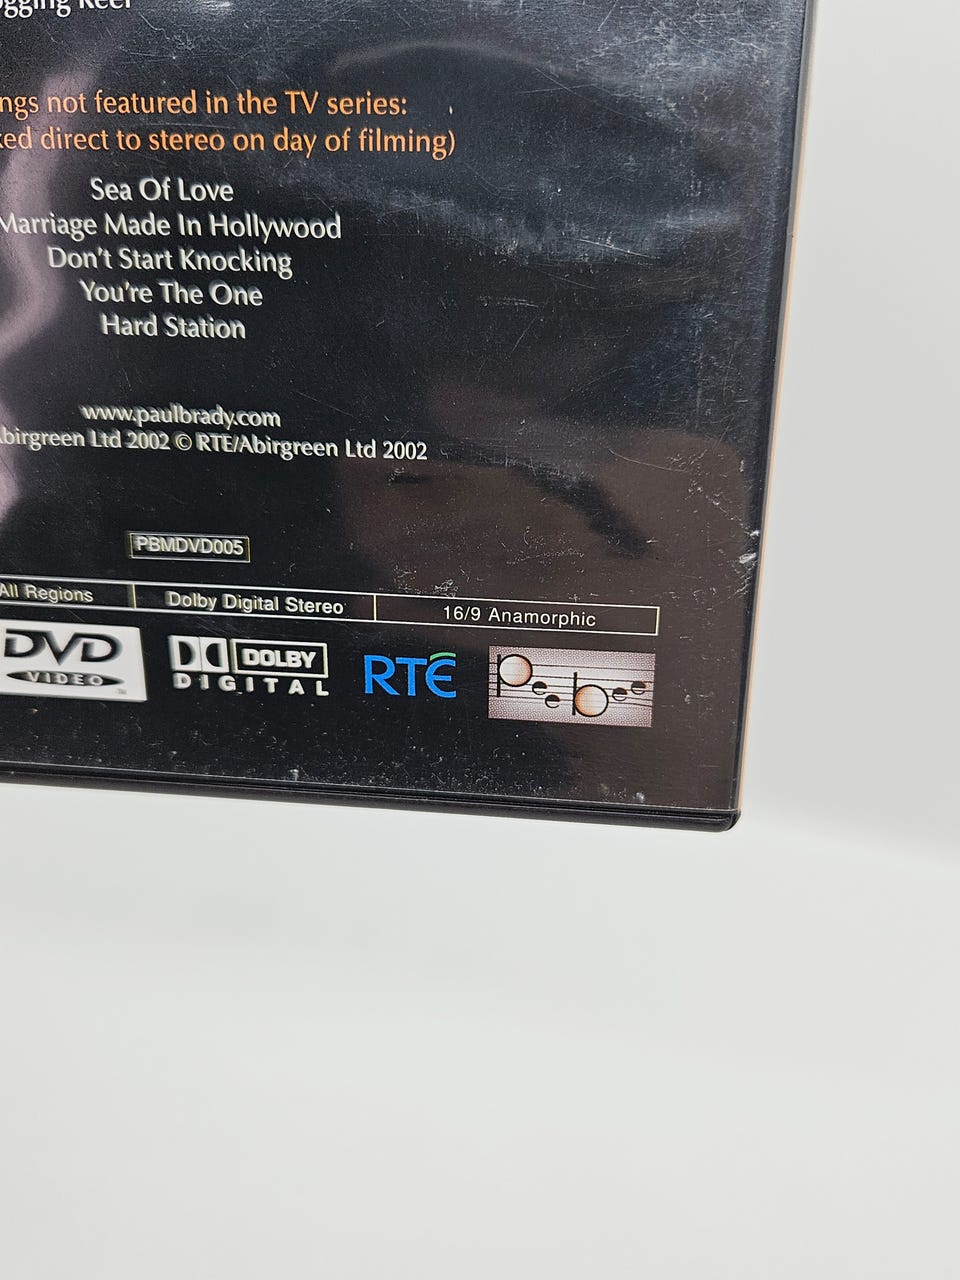 ngs not featured in the TV series:
ed direct to stereo on day of filming)
Sea Of Love
Marriage Made In Hollywood
Don't Start Knocking
You're The One
Hard Station
www.paulbrady.com
Abirgreen Ltd 2002 © RTE/Abirgreen Ltd 2002
PBMDVD005
All Regions
Dolby Digital Stereo
16/9 Anamorphic
DVD
VIDEO
DOLBY
DIGITAL
RTÉ